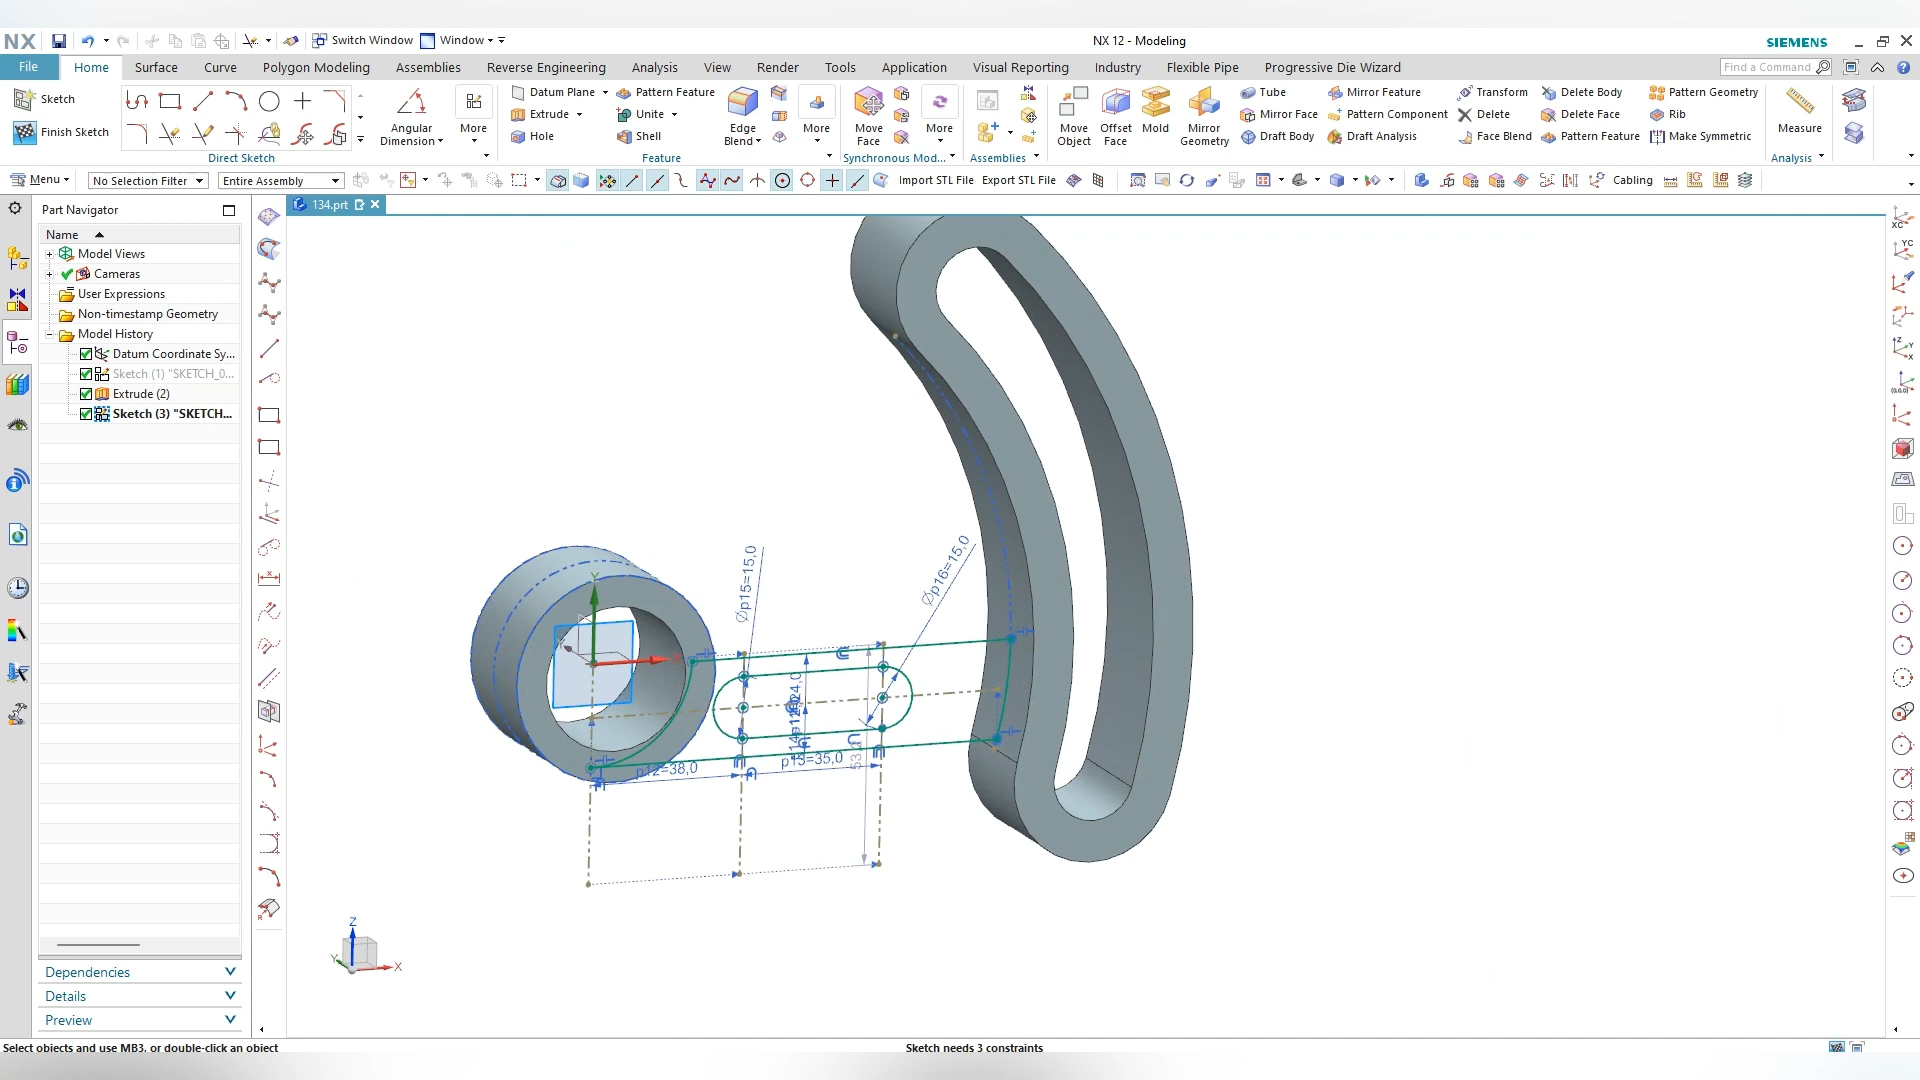 NX Switch Window Window NX 12 - Modeling SIEMENS
File Home Surface Curve Polygon Modeling Assemblies Reverse Engineering Analysis View Render Tools Application Visual Reporting Industry Flexible Pipe Progressive Die Wizard Find a Command
Sketch
Finish Sketch
Direct Sketch
Angular Dimension
More
Datum Plane Pattern Feature
Extrude Unite
Hole Shell
Edge Blend
More
Feature
Move Face
More
Synchronous Mod...
Assemblies
Move Object
Offset Face
Mold
Mirror Geometry
Tube Mirror Feature Transform Delete Body Pattern Geometry
Mirror Face Pattern Component Delete Delete Face Rib
Draft Body Draft Analysis Face Blend Pattern Feature Make Symmetric
Measure
Analysis
Menu No Selection Filter Entire Assembly Import STL File Export STL File Cabling
Part Navigator
134.prt
Name
Model Views
Cameras
User Expressions
Non-timestamp Geometry
Model History
Datum Coordinate Sy...
Sketch (1) "SKETCH_0...
Extrude (2)
Sketch (3) "SKETCH...
Øp15=15,0
Øp16=15,0
Y
p12=38,0
p13=35,0
Z
Y
X
XC
YC
Dependencies
Details
Preview
Select objects and use MB3, or double-click an object
Sketch needs 3 constraints